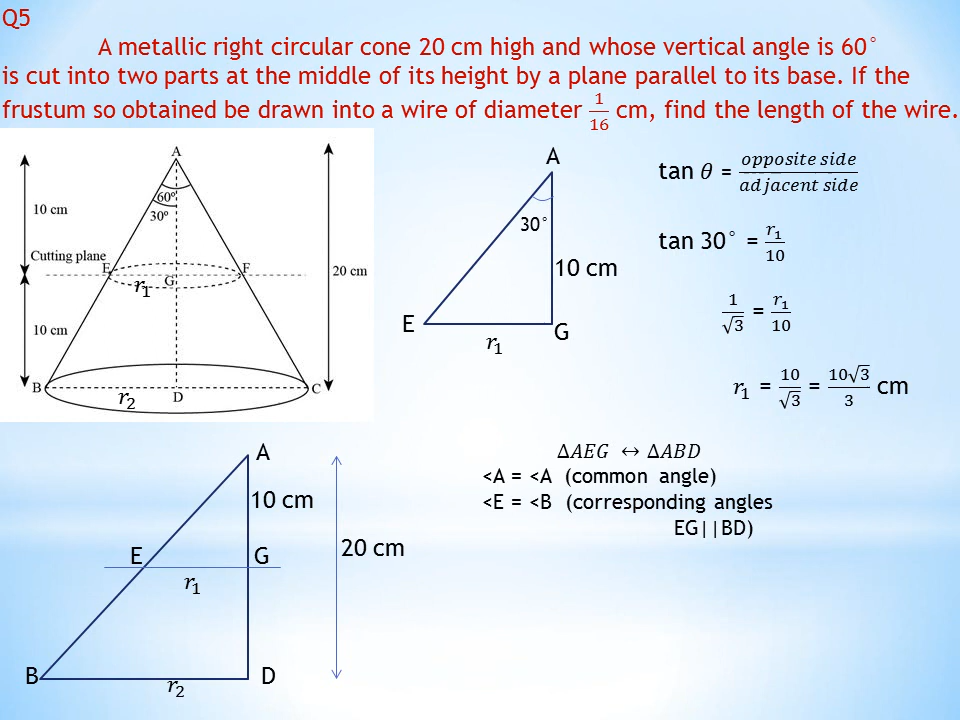 Q5
A metallic right circular cone 20 cm high and whose vertical angle is 60°
is cut into two parts at the middle of its height by a plane parallel to its base. If the
frustum so obtained be drawn into a wire of diameter 1/16 cm, find the length of the wire.
A
10 cm
60º
30º
Cutting plane
E
F
G
r₁
20 cm
10 cm
B
C
D
r₂
A
30°
10 cm
E
G
r₁
tan θ = opposite side / adjacent side
tan 30° = r₁/10
1/√3 = r₁/10
r₁ = 10/√3 = 10√3/3 cm
A
10 cm
E
G
20 cm
r₁
B
D
r₂
∆AEG ↔ ∆ABD
<A = <A (common angle)
<E = <B (corresponding angles
EG||BD)